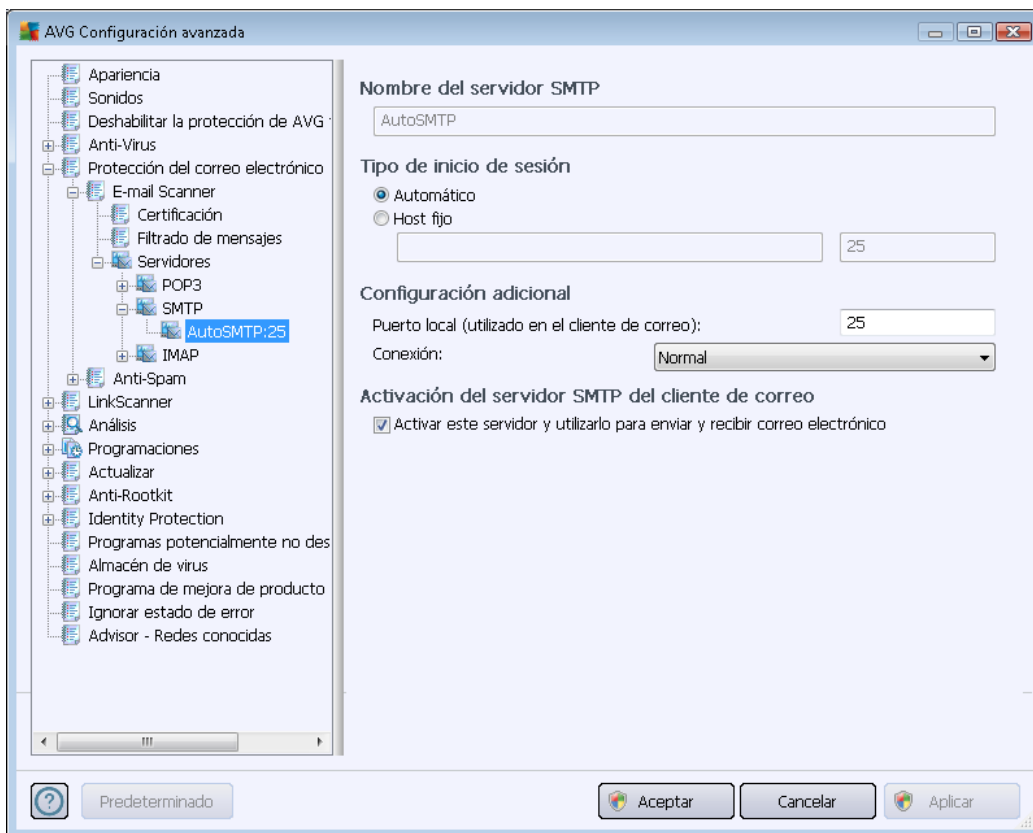 AVG Configuración avanzada
Apariencia
Sonidos
Deshabilitar la protección de AVG
Anti-Virus
Protección del correo electrónico
E-mail Scanner
Certificación
Filtrado de mensajes
Servidores
POP3
SMTP
AutoSMTP:25
IMAP
Anti-Spam
LinkScanner
Análisis
Programaciones
Actualizar
Anti-Rootkit
Identity Protection
Programas potencialmente no des
Almacén de virus
Programa de mejora de producto
Ignorar estado de error
Advisor - Redes conocidas
Nombre del servidor SMTP
AutoSMTP
Tipo de inicio de sesión
Automático
Host fijo
25
Configuración adicional
Puerto local (utilizado en el cliente de correo): 25
Conexión: Normal
Activación del servidor SMTP del cliente de correo
Activar este servidor y utilizarlo para enviar y recibir correo electrónico
? Predeterminado Aceptar Cancelar Aplicar